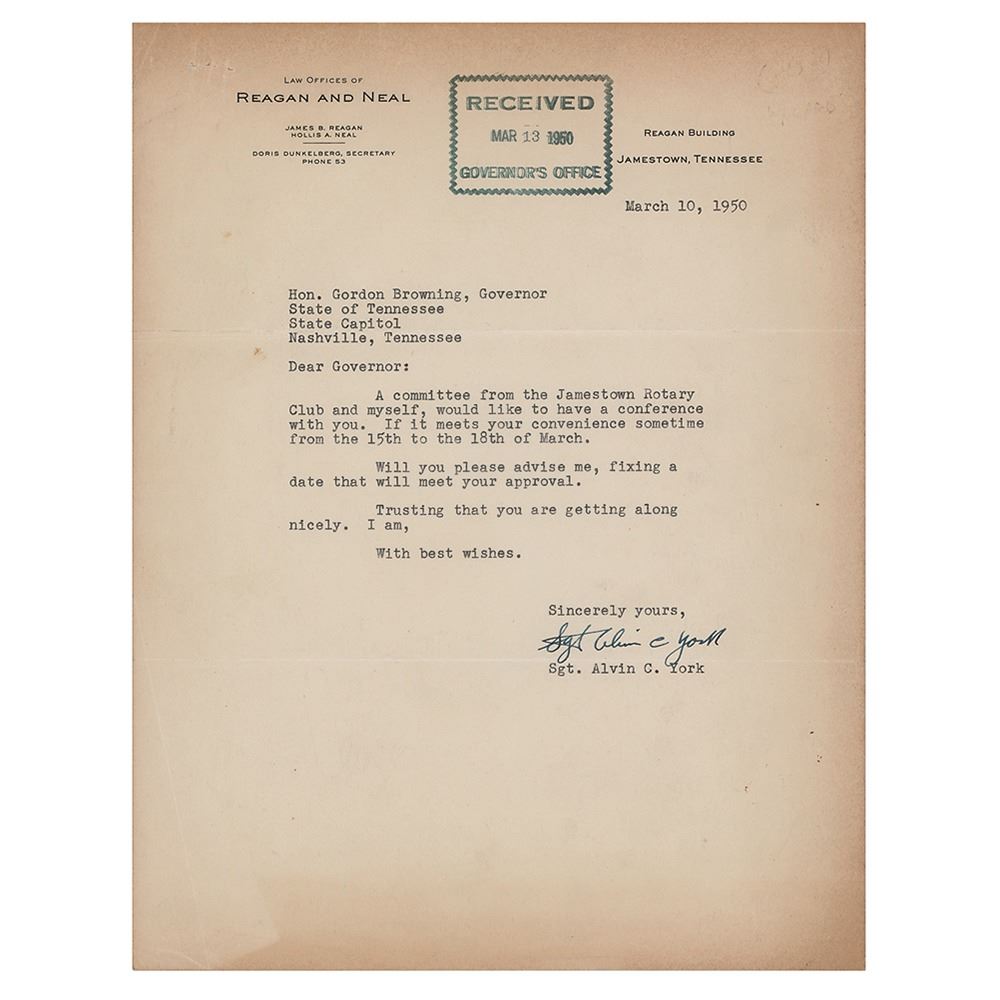 LAW OFFICES OF
REAGAN AND NEAL
JAMES B. REAGAN
HOLLIS A. NEAL
DORIS DUNKELBERG, SECRETARY
PHONE 53
RECEIVED
MAR 13 1950
GOVERNOR'S OFFICE
REAGAN BUILDING
JAMESTOWN, TENNESSEE
March 10, 1950
Hon. Gordon Browning, Governor
State of Tennessee
State Capitol
Nashville, Tennessee
Dear Governor:
A committee from the Jamestown Rotary
Club and myself, would like to have a conference
with you. If it meets your convenience sometime
from the 15th to the 18th of March.
Will you please advise me, fixing a
date that will meet your approval.
Trusting that you are getting along
nicely. I am,
With best wishes.
Sincerely yours,
Sgt Alvin C York
Sgt. Alvin C. York